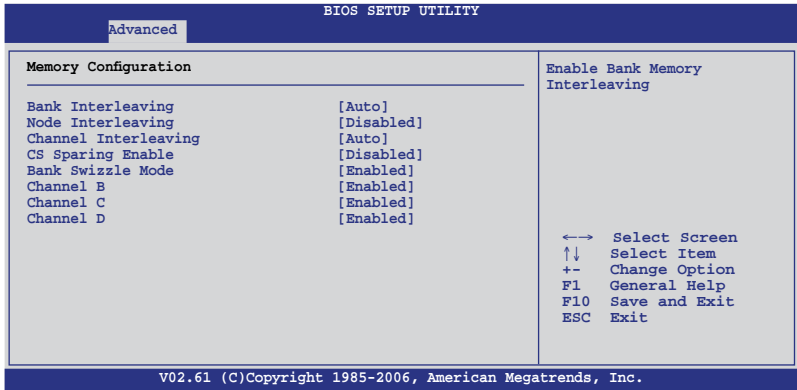 BIOS SETUP UTILITY
Advanced
Memory Configuration
Bank Interleaving [Auto]
Node Interleaving [Disabled]
Channel Interleaving [Auto]
CS Sparing Enable [Disabled]
Bank Swizzle Mode [Enabled]
Channel B [Enabled]
Channel C [Enabled]
Channel D [Enabled]
Enable Bank Memory
Interleaving
←→ Select Screen
↑↓ Select Item
+- Change Option
F1 General Help
F10 Save and Exit
ESC Exit
V02.61 (C)Copyright 1985-2006, American Megatrends, Inc.